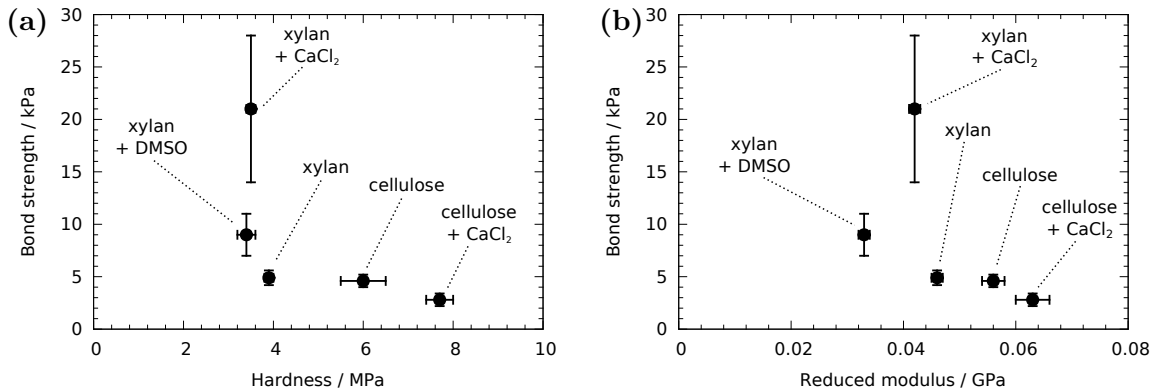 (a)
30
25
20
15
10
5
0
Bond strength / kPa
xylan
+ CaCl₂
xylan
+ DMSO
xylan
cellulose
cellulose
+ CaCl₂
0 2 4 6 8 10
Hardness / MPa
(b)
30
25
20
15
10
5
0
Bond strength / kPa
xylan
+ CaCl₂
xylan
+ DMSO
xylan
cellulose
cellulose
+ CaCl₂
0 0.02 0.04 0.06 0.08
Reduced modulus / GPa